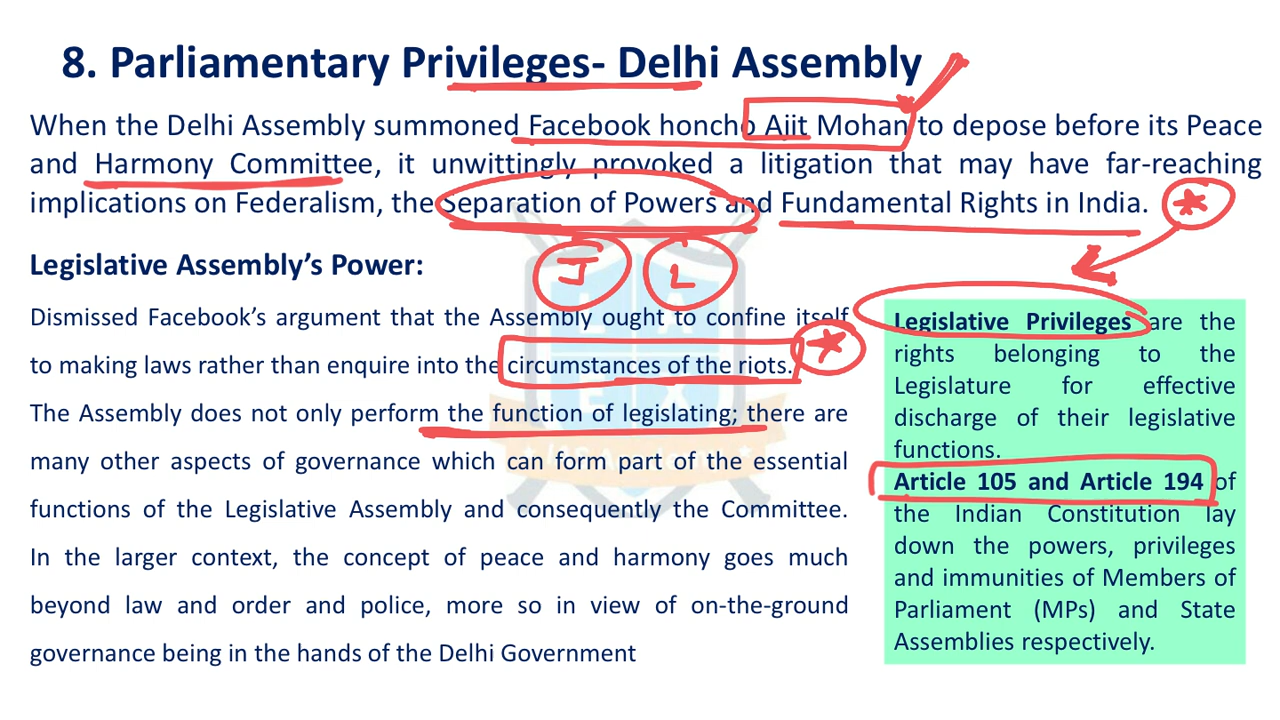 8. Parliamentary Privileges- Delhi Assembly
When the Delhi Assembly summoned Facebook honcho Ajit Mohan to depose before its Peace
and Harmony Committee, it unwittingly provoked a litigation that may have far-reaching
implications on Federalism, the Separation of Powers and Fundamental Rights in India.
J L
Legislative Assembly's Power:
Dismissed Facebook's argument that the Assembly ought to confine itself
to making laws rather than enquire into the circumstances of the riots.
The Assembly does not only perform the function of legislating; there are
many other aspects of governance which can form part of the essential
functions of the Legislative Assembly and consequently the Committee.
In the larger context, the concept of peace and harmony goes much
beyond law and order and police, more so in view of on-the-ground
governance being in the hands of the Delhi Government
Legislative Privileges are the
rights belonging to the
Legislature for effective
discharge of their legislative
functions.
Article 105 and Article 194 of
the Indian Constitution lay
down the powers, privileges
and immunities of Members of
Parliament (MPs) and State
Assemblies respectively.